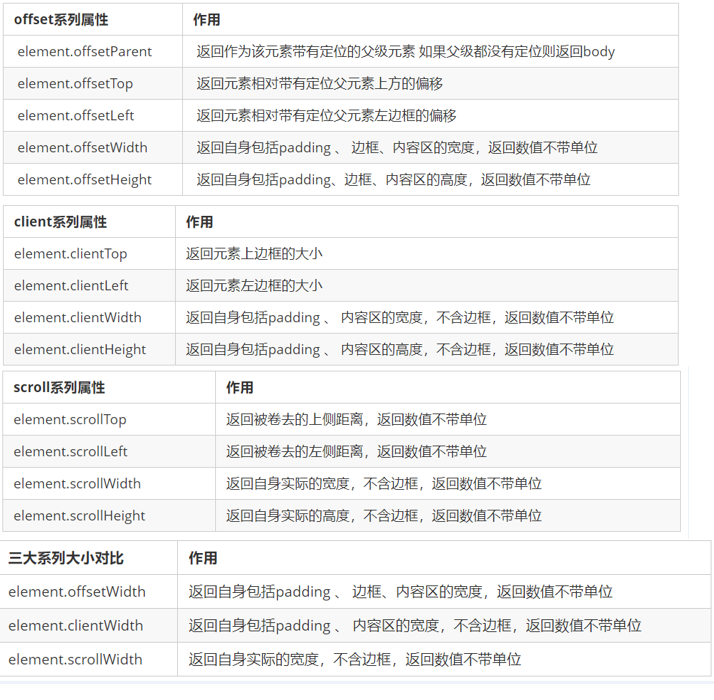 offset系列属性 作用
element.offsetParent 返回作为该元素带有定位的父级元素 如果父级都没有定位则返回body
element.offsetTop 返回元素相对带有定位父元素上方的偏移
element.offsetLeft 返回元素相对带有定位父元素左边框的偏移
element.offsetWidth 返回自身包括padding 、 边框、内容区的宽度，返回数值不带单位
element.offsetHeight 返回自身包括padding、边框、内容区的高度，返回数值不带单位
client系列属性 作用
element.clientTop 返回元素上边框的大小
element.clientLeft 返回元素左边框的大小
element.clientWidth 返回自身包括padding 、 内容区的宽度，不含边框，返回数值不带单位
element.clientHeight 返回自身包括padding 、 内容区的高度，不含边框，返回数值不带单位
scroll系列属性 作用
element.scrollTop 返回被卷去的上侧距离，返回数值不带单位
element.scrollLeft 返回被卷去的左侧距离，返回数值不带单位
element.scrollWidth 返回自身实际的宽度，不含边框，返回数值不带单位
element.scrollHeight 返回自身实际的高度，不含边框，返回数值不带单位
三大系列大小对比 作用
element.offsetWidth 返回自身包括padding 、 边框、内容区的宽度，返回数值不带单位
element.clientWidth 返回自身包括padding 、 内容区的宽度，不含边框，返回数值不带单位
element.scrollWidth 返回自身实际的宽度，不含边框，返回数值不带单位